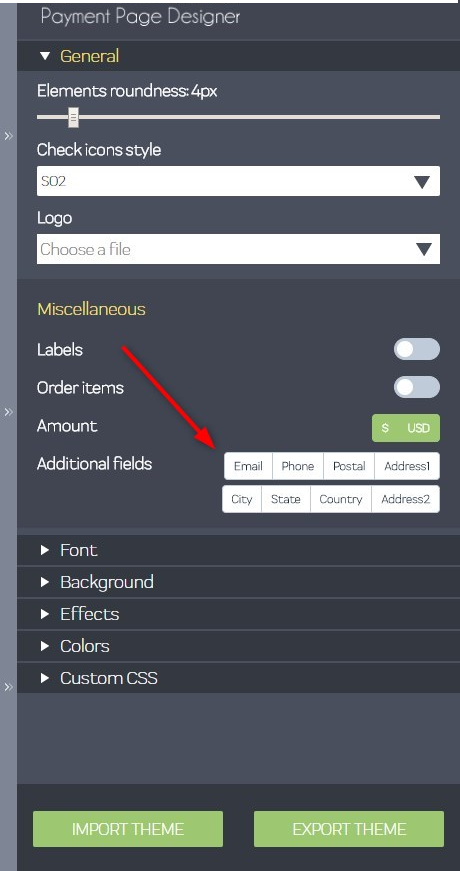 Payment Page Designer
General
Elements roundness: 4px
Check icons style
S02
Logo
Choose a file
Miscellaneous
Labels
Order items
Amount $ USD
Additional fields Email Phone Postal Address1
City State Country Address2
Font
Background
Effects
Colors
Custom CSS
IMPORT THEME EXPORT THEME